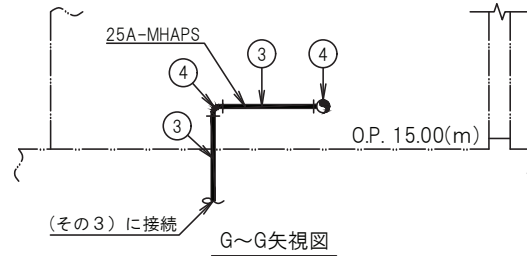 25A-MHAPS
③
④
④
③
O.P. 15.00(m)
(その3) に接続
G～G矢視図